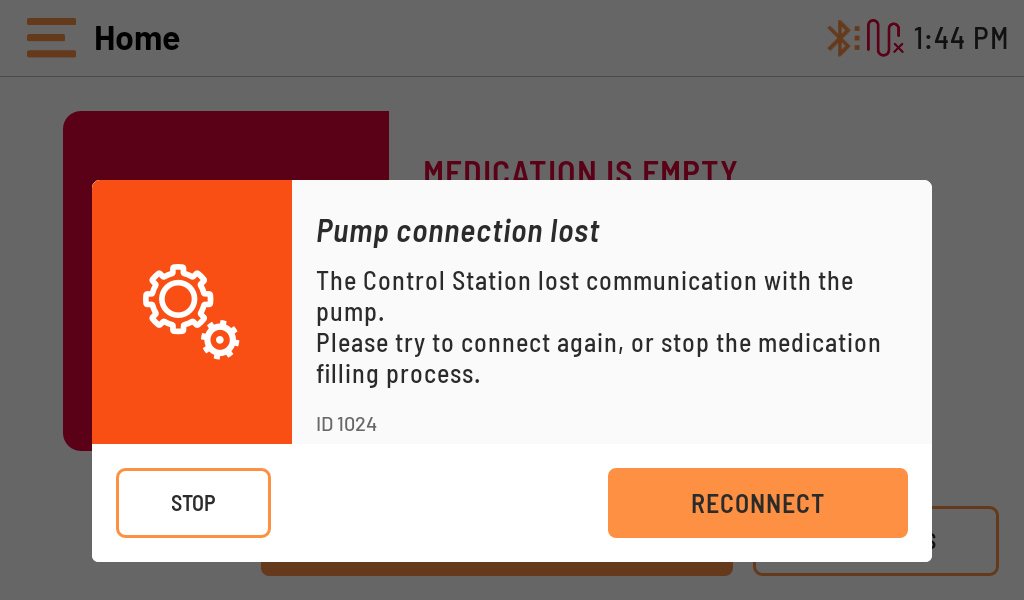 Home
1:44 PM
MEDICATION IS EMPTY
Pump connection lost
The Control Station lost communication with the
pump.
Please try to connect again, or stop the medication
filling process.
ID 1024
STOP
RECONNECT